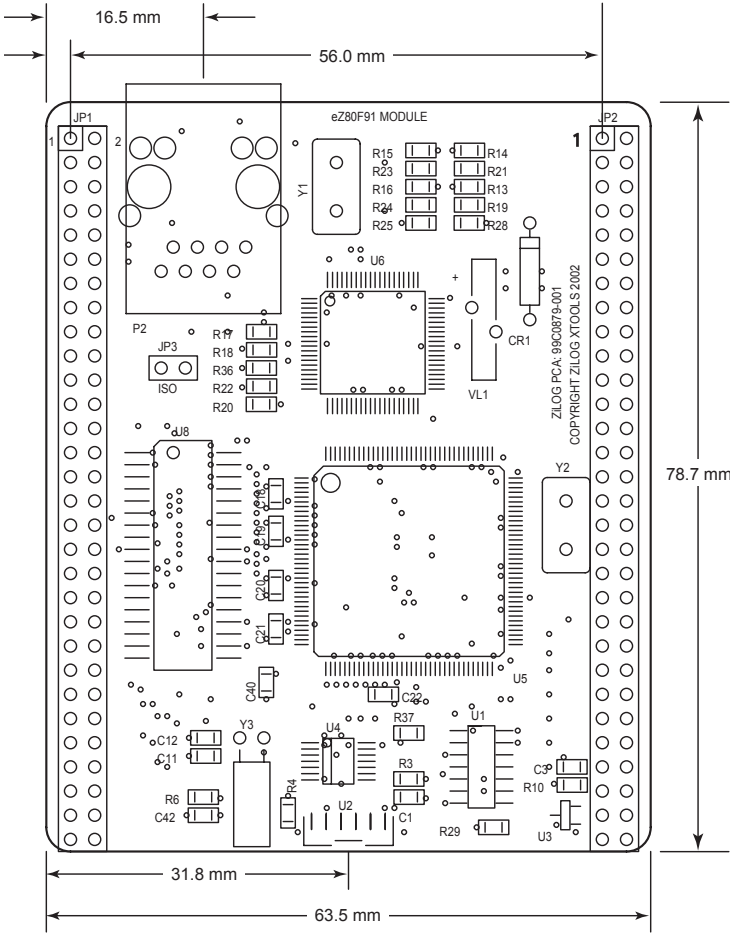 16.5 mm
56.0 mm
eZ80F91 MODULE
JP1
JP2
1
2
1
R15
R14
R23
R21
R16
R13
R24
R19
R25
R28
Y1
U6
+
CR1
VL1
ZiLOG PCA: 99C0879-001
COPYRIGHT ZILOG XTOOLS 2002
P2
JP3
ISO
R17
R18
R36
R22
R20
U8
Y2
78.7 mm
C18
C19
C20
C21
C40
C22
U5
U4
R37
U1
Y3
C12
C11
R3
C3
R10
R6
R4
C42
U2
C1
R29
U3
31.8 mm
63.5 mm